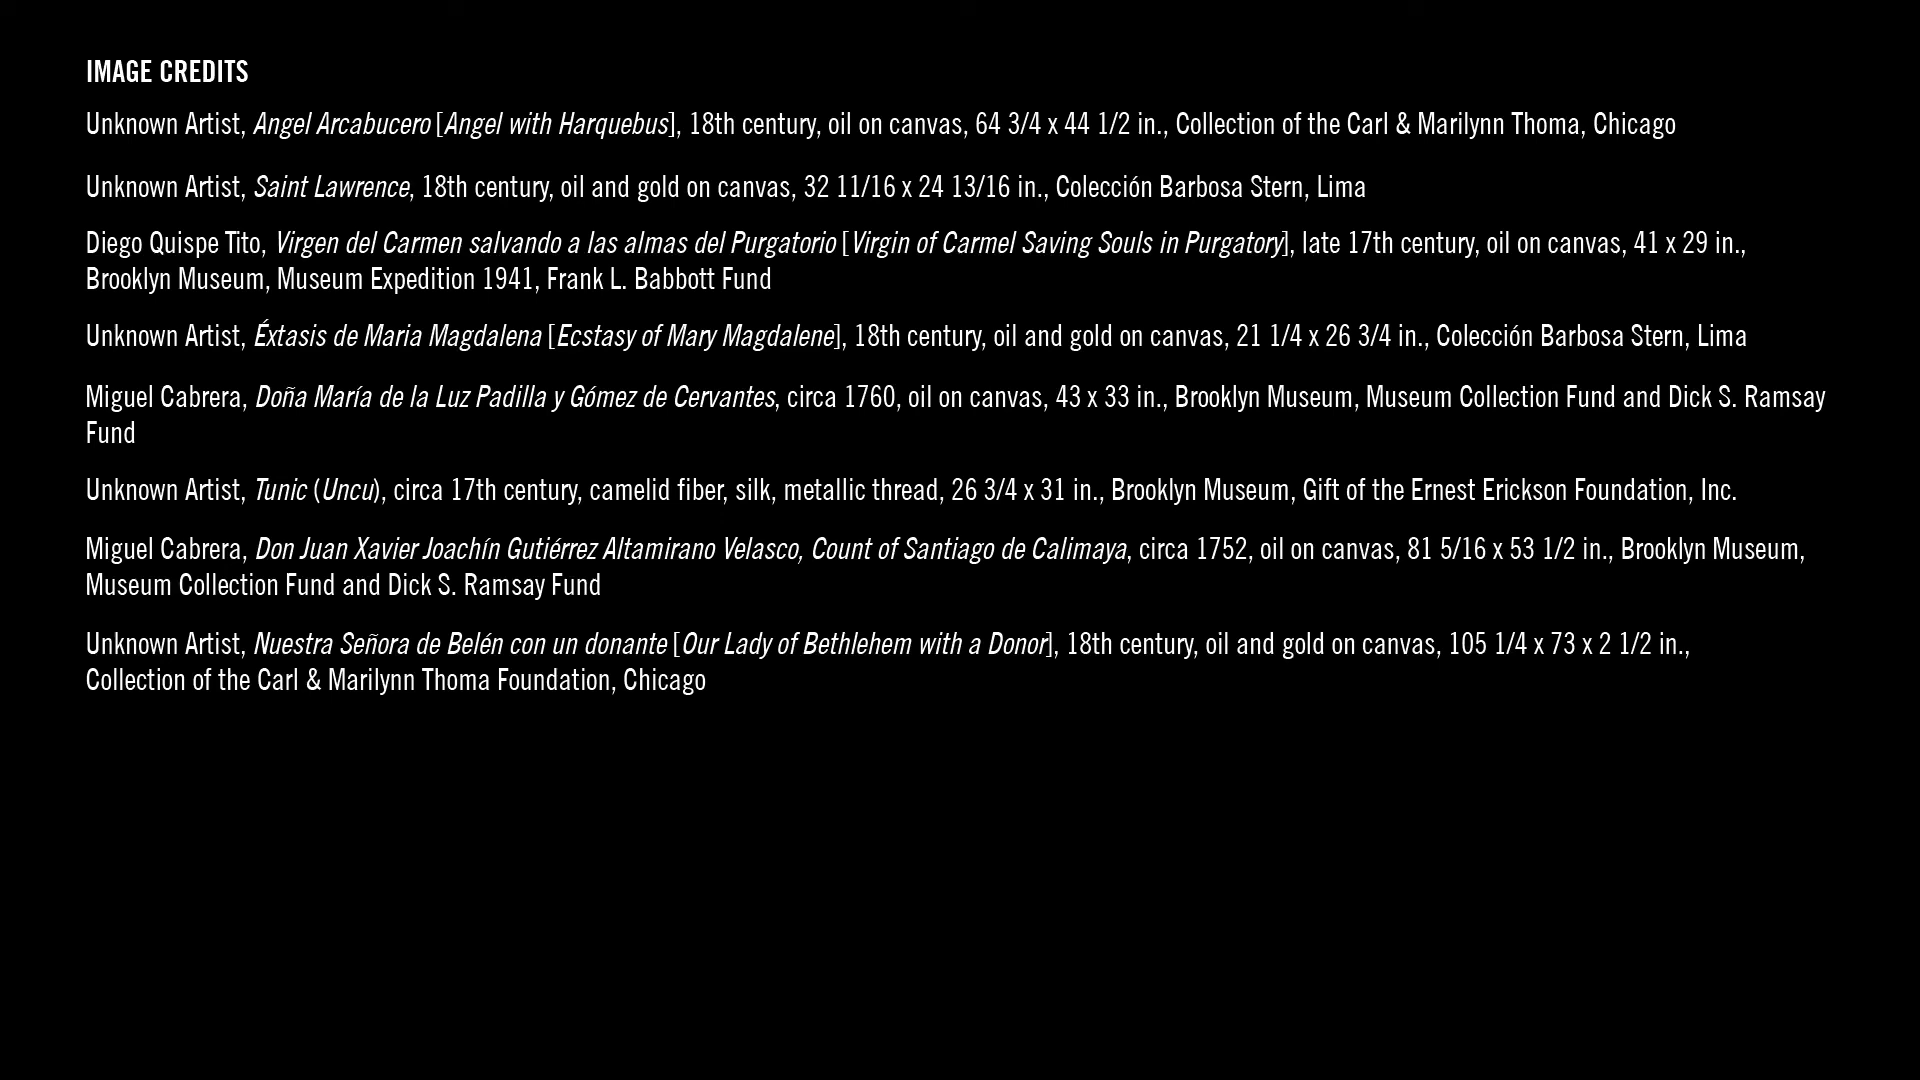 IMAGE CREDITS
Unknown Artist, Angel Arcabucero [Angel with Harquebus], 18th century, oil on canvas, 64 3/4 x 44 1/2 in., Collection of the Carl & Marilynn Thoma, Chicago
Unknown Artist, Saint Lawrence, 18th century, oil and gold on canvas, 32 11/16 x 24 13/16 in., Colección Barbosa Stern, Lima
Diego Quispe Tito, Virgen del Carmen salvando a las almas del Purgatorio [Virgin of Carmel Saving Souls in Purgatory], late 17th century, oil on canvas, 41 x 29 in.,
Brooklyn Museum, Museum Expedition 1941, Frank L. Babbott Fund
Unknown Artist, Éxtasis de Maria Magdalena [Ecstasy of Mary Magdalene], 18th century, oil and gold on canvas, 21 1/4 x 26 3/4 in., Colección Barbosa Stern, Lima
Miguel Cabrera, Doña María de la Luz Padilla y Gómez de Cervantes, circa 1760, oil on canvas, 43 x 33 in., Brooklyn Museum, Museum Collection Fund and Dick S. Ramsay
Fund
Unknown Artist, Tunic (Uncu), circa 17th century, camelid fiber, silk, metallic thread, 26 3/4 x 31 in., Brooklyn Museum, Gift of the Ernest Erickson Foundation, Inc.
Miguel Cabrera, Don Juan Xavier Joachín Gutiérrez Altamirano Velasco, Count of Santiago de Calimaya, circa 1752, oil on canvas, 81 5/16 x 53 1/2 in., Brooklyn Museum,
Museum Collection Fund and Dick S. Ramsay Fund
Unknown Artist, Nuestra Señora de Belén con un donante [Our Lady of Bethlehem with a Donor], 18th century, oil and gold on canvas, 105 1/4 x 73 x 2 1/2 in.,
Collection of the Carl & Marilynn Thoma Foundation, Chicago